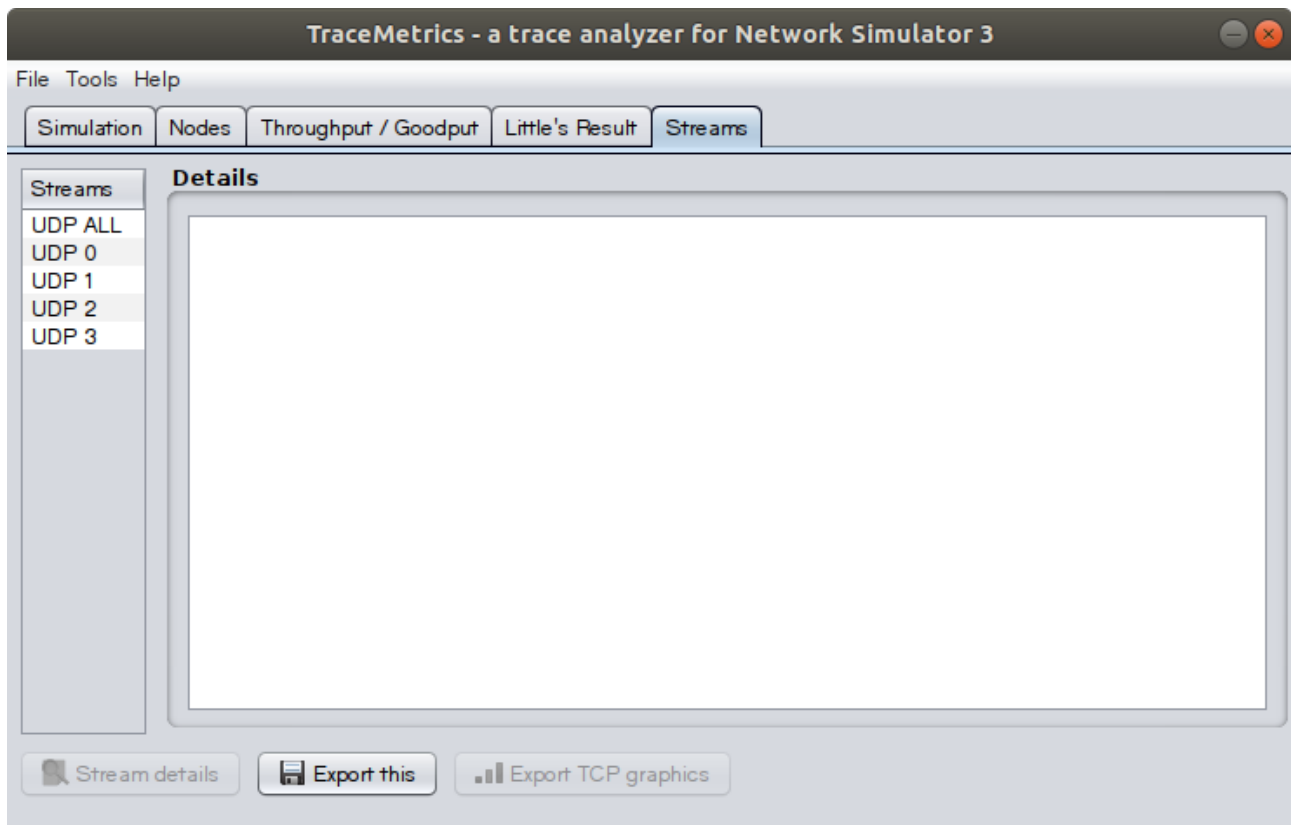 TraceMetrics - a trace analyzer for Network Simulator 3
File Tools Help
Simulation Nodes Throughput / Goodput Little's Result Streams
Streams
Details
UDP ALL
UDP 0
UDP 1
UDP 2
UDP 3
Stream details Export this Export TCP graphics